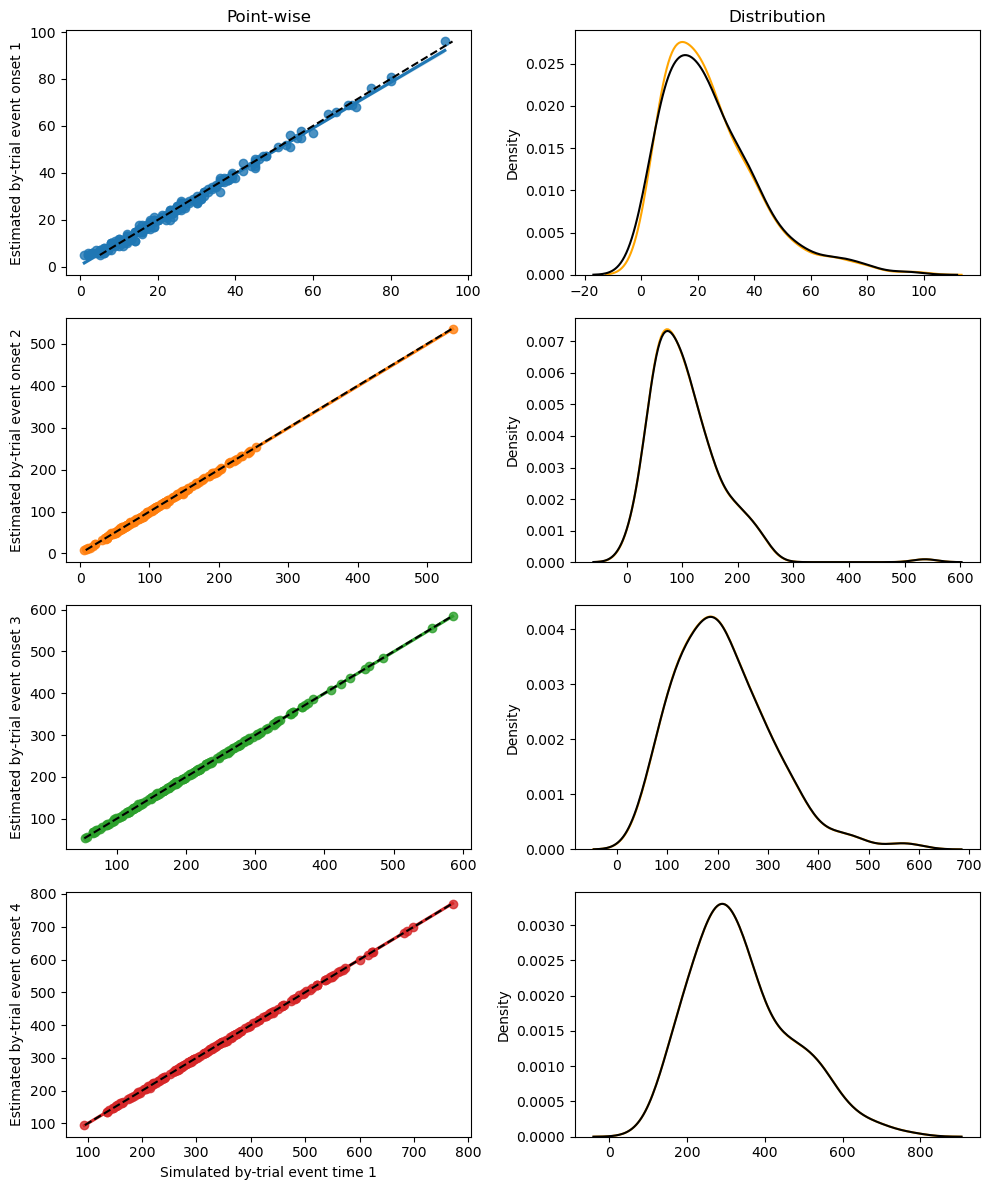 Point-wise
Distribution
Estimated by-trial event onset 1
100
80
60
40
20
0
0 20 40 60 80 100
Density
0.025
0.020
0.015
0.010
0.005
0.000
−20 0 20 40 60 80 100
Estimated by-trial event onset 2
500
400
300
200
100
0
0 100 200 300 400 500
Density
0.007
0.006
0.005
0.004
0.003
0.002
0.001
0.000
0 100 200 300 400 500 600
Estimated by-trial event onset 3
600
500
400
300
200
100
100 200 300 400 500 600
Density
0.004
0.003
0.002
0.001
0.000
0 100 200 300 400 500 600 700
Estimated by-trial event onset 4
800
700
600
500
400
300
200
100
100 200 300 400 500 600 700 800
Simulated by-trial event time 1
Density
0.0030
0.0025
0.0020
0.0015
0.0010
0.0005
0.0000
0 200 400 600 800